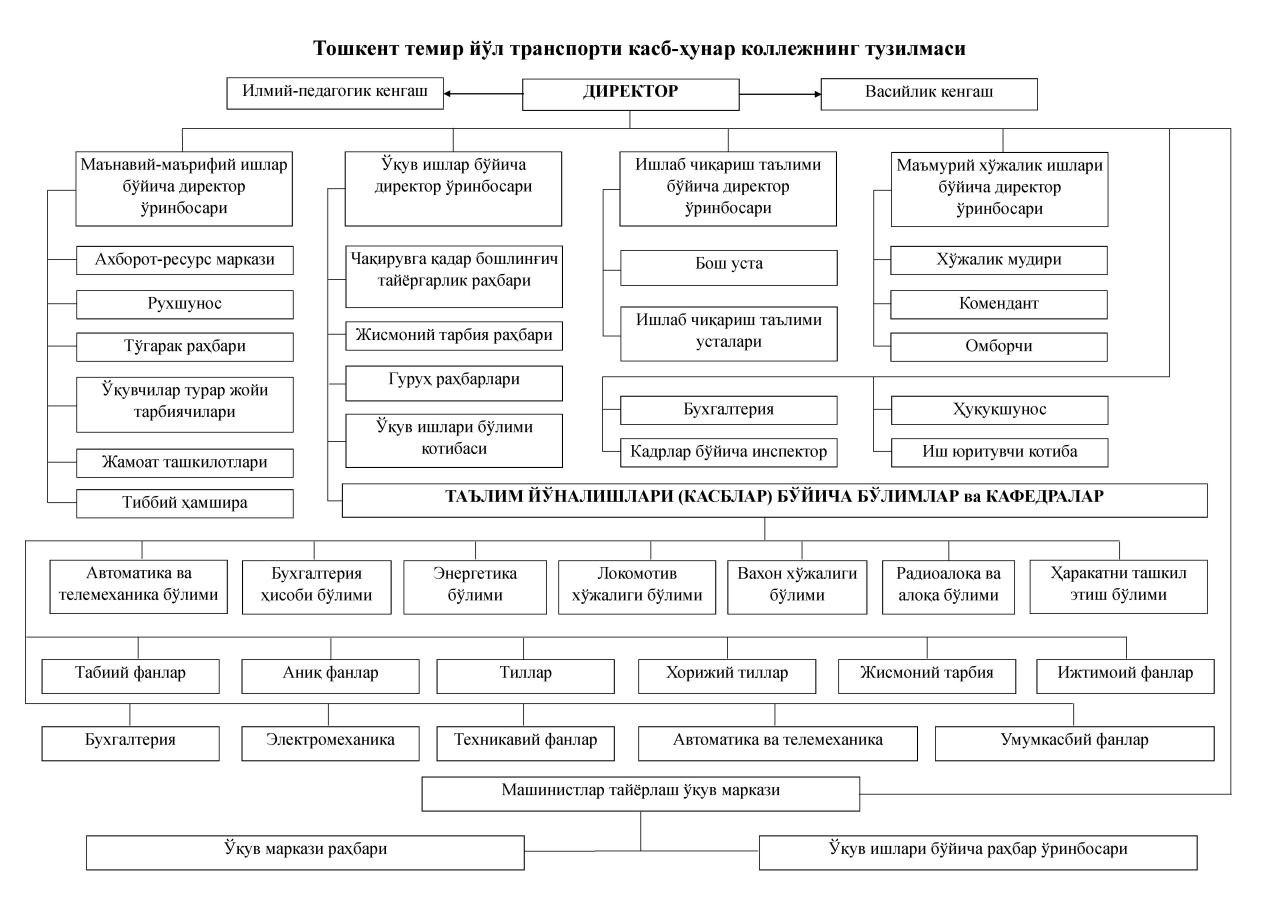 Тошкент темир йўл транспорти касб-ҳунар коллежнинг тузилмаси
Илмий-педагогик кенгаш
ДИРЕКТОР
Васийлик кенгаш
Маънавий-маърифий ишлар
бўйича директор
ўринбосари
Ўқув ишлар бўйича
директор ўринбосари
Ишлаб чиқариш таълими
бўйича директор
ўринбосари
Маъмурий хўжалик ишлари
бўйича директор
ўринбосари
Ахборот-ресурс маркази
Рухшунос
Тўгарак раҳбари
Ўқувчилар турар жойи
тарбиячилари
Жамоат ташкилотлари
Тиббий ҳамшира
Чақирувга қадар бошлинғич
тайёргарлик раҳбари
Жисмоний тарбия раҳбари
Гуруҳ раҳбарлари
Ўқув ишлари бўлими
котибаси
Бош уста
Ишлаб чиқариш таълими
усталари
Хўжалик мудири
Комендант
Омборчи
Бухгалтерия
Кадрлар бўйича инспектор
Ҳуқуқшунос
Иш юритувчи котиба
ТАЪЛИМ ЙЎНАЛИШЛАРИ (КАСБЛАР) БЎЙИЧА БЎЛИМЛАР ва КАФЕДРАЛАР
Автоматика ва
телемеханика бўлими
Бухгалтерия
ҳисоби бўлими
Энергетика
бўлими
Локомотив
хўжалиги бўлими
Вахон хўжалиги
бўлими
Радиоалоқа ва
алоқа бўлими
Ҳаракатни ташкил
этиш бўлими
Табиий фанлар
Аниқ фанлар
Тиллар
Хорижий тиллар
Жисмоний тарбия
Ижтимоий фанлар
Бухгалтерия
Электромеханика
Техникавий фанлар
Автоматика ва телемеханика
Умумкасбий фанлар
Машинистлар тайёрлаш ўқув маркази
Ўқув маркази раҳбари
Ўқув ишлари бўйича раҳбар ўринбосари